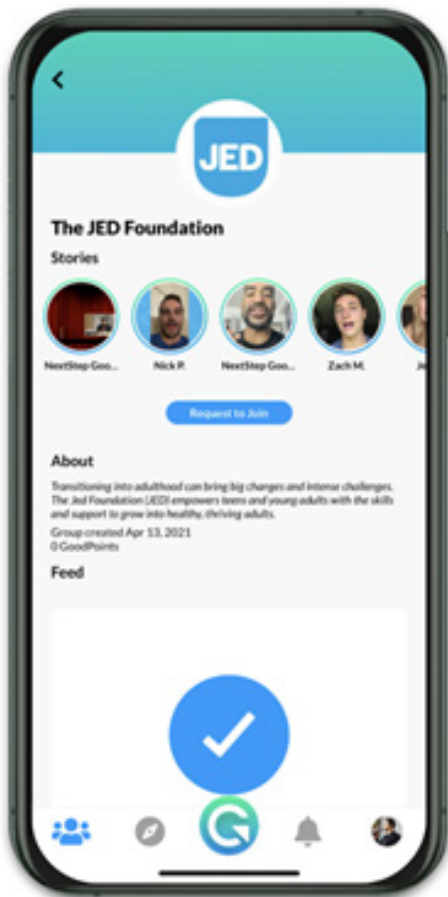 JED
The JED Foundation
Stories
NextStep Goo...
Nick P.
NextStep Goo...
Zach M.
Je
Request to Join
About
Transitioning into adulthood can bring big charges and intense challenges.
The Jed Foundation (JED) empowers teens and young adults with the skills
and support to grow into healthy, thriving adults.
Group created Apr 13, 2021
0 GoodPoints
Feed